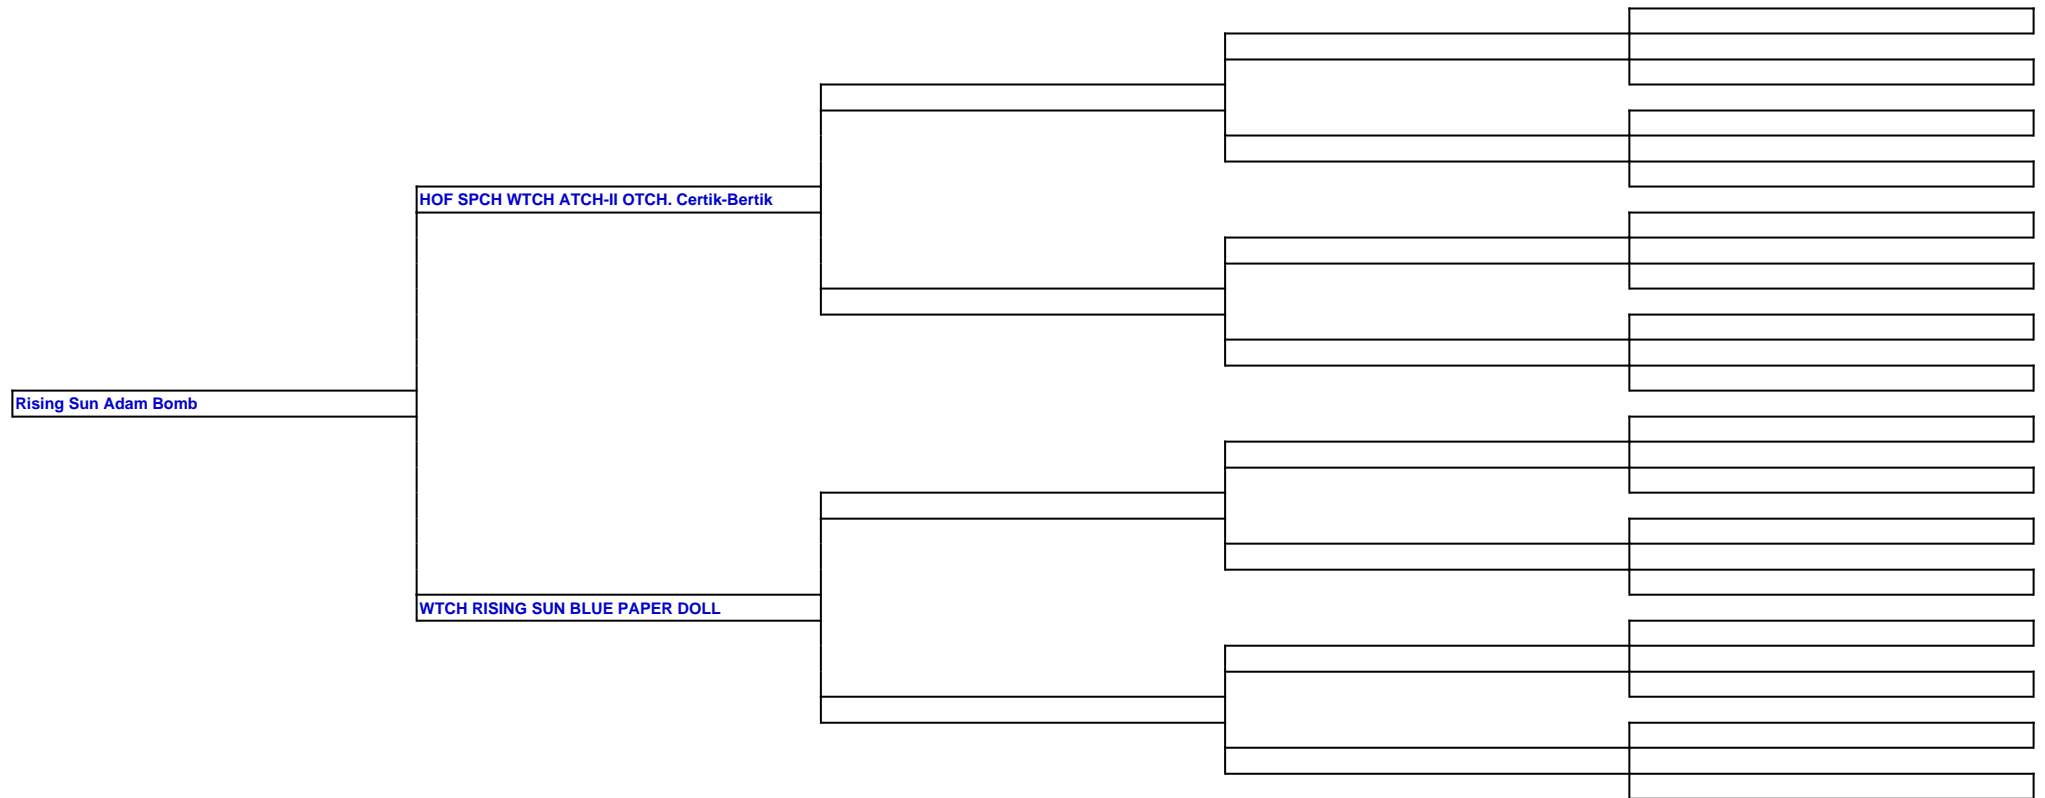 HOF SPCH WTCH ATCH-II OTCH. Certik-Bertik
Rising Sun Adam Bomb
WTCH RISING SUN BLUE PAPER DOLL